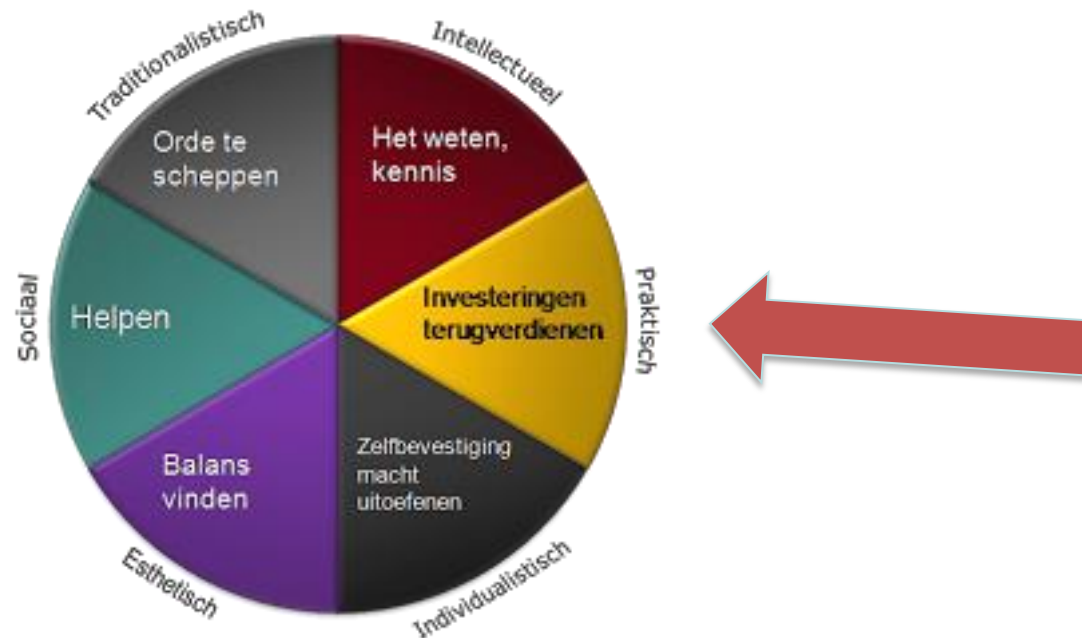 Traditionalistisch
Intellectueel
Orde te
scheppen
Het weten,
kennis
Sociaal
Helpen
Investeringen
terugverdienen
Praktisch
Balans
vinden
Zelfbevestiging
macht
uitoefenen
Esthetisch
Individualistisch